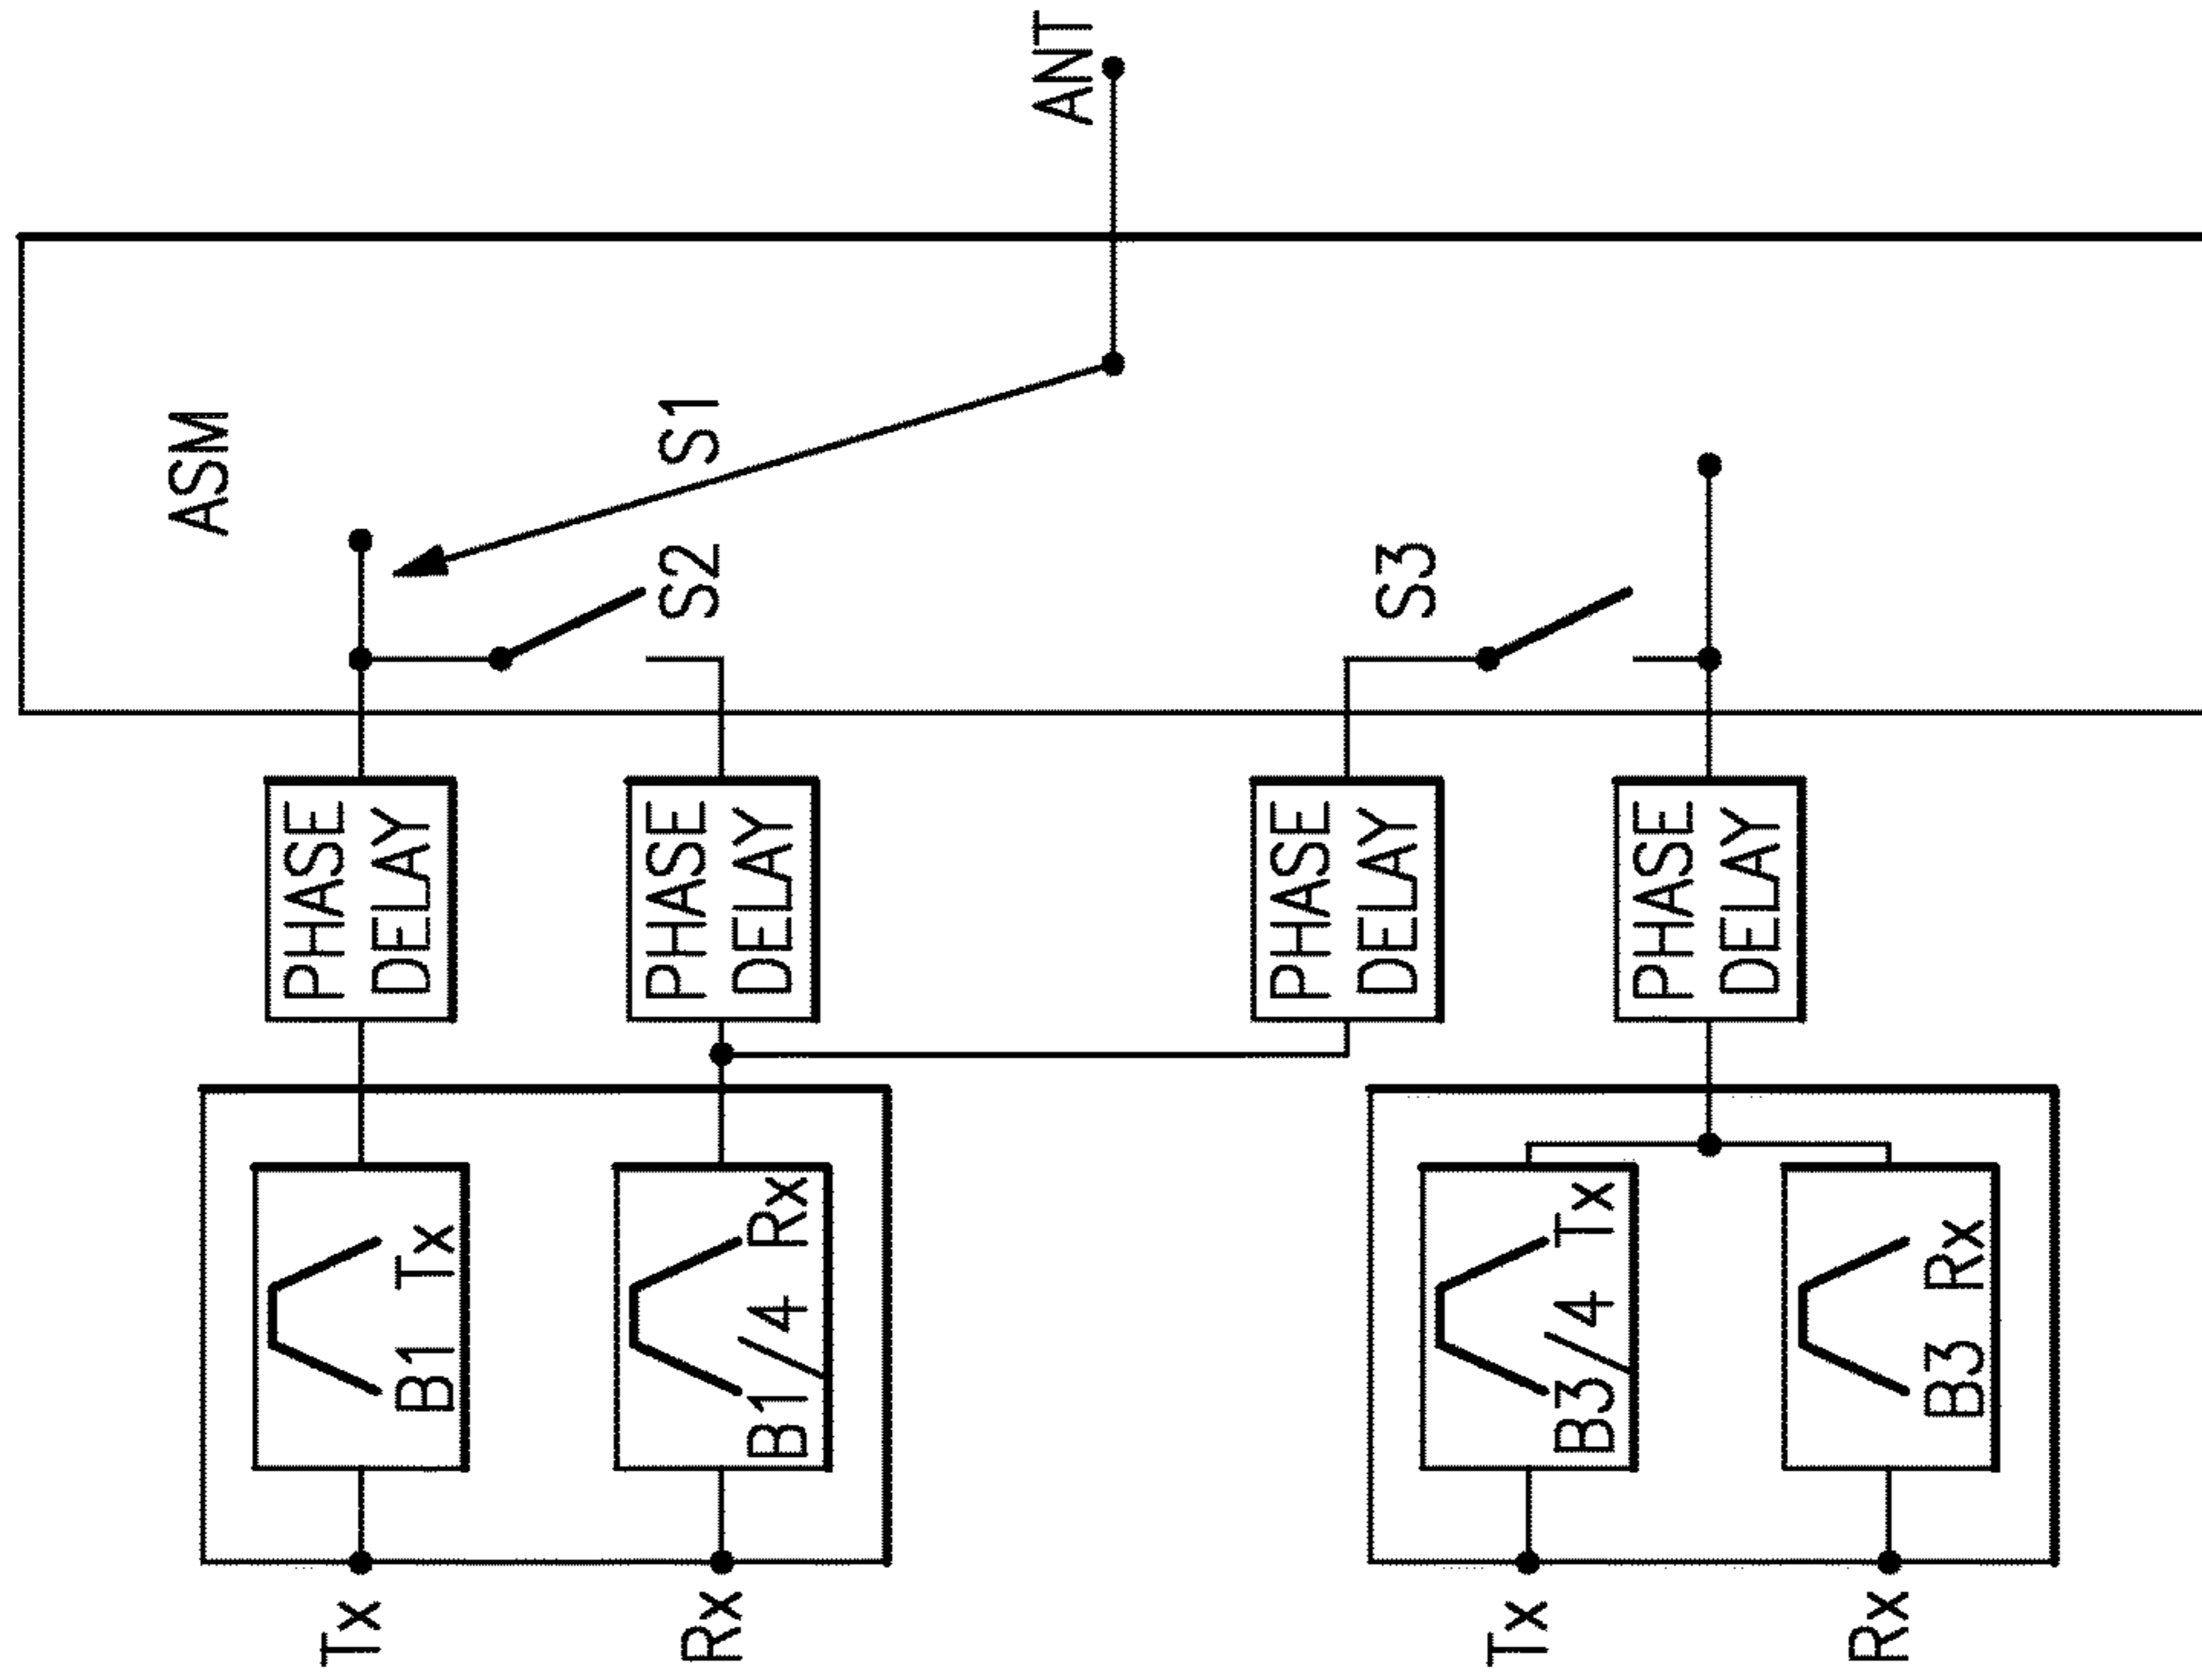 Tx
B1 Tx
PHASE
DELAY
ASM
Rx
B1/4 Rx
PHASE
DELAY
S2
S1
ANT
PHASE
DELAY
S3
Tx
B3/4 Tx
PHASE
DELAY
Rx
B3 Rx